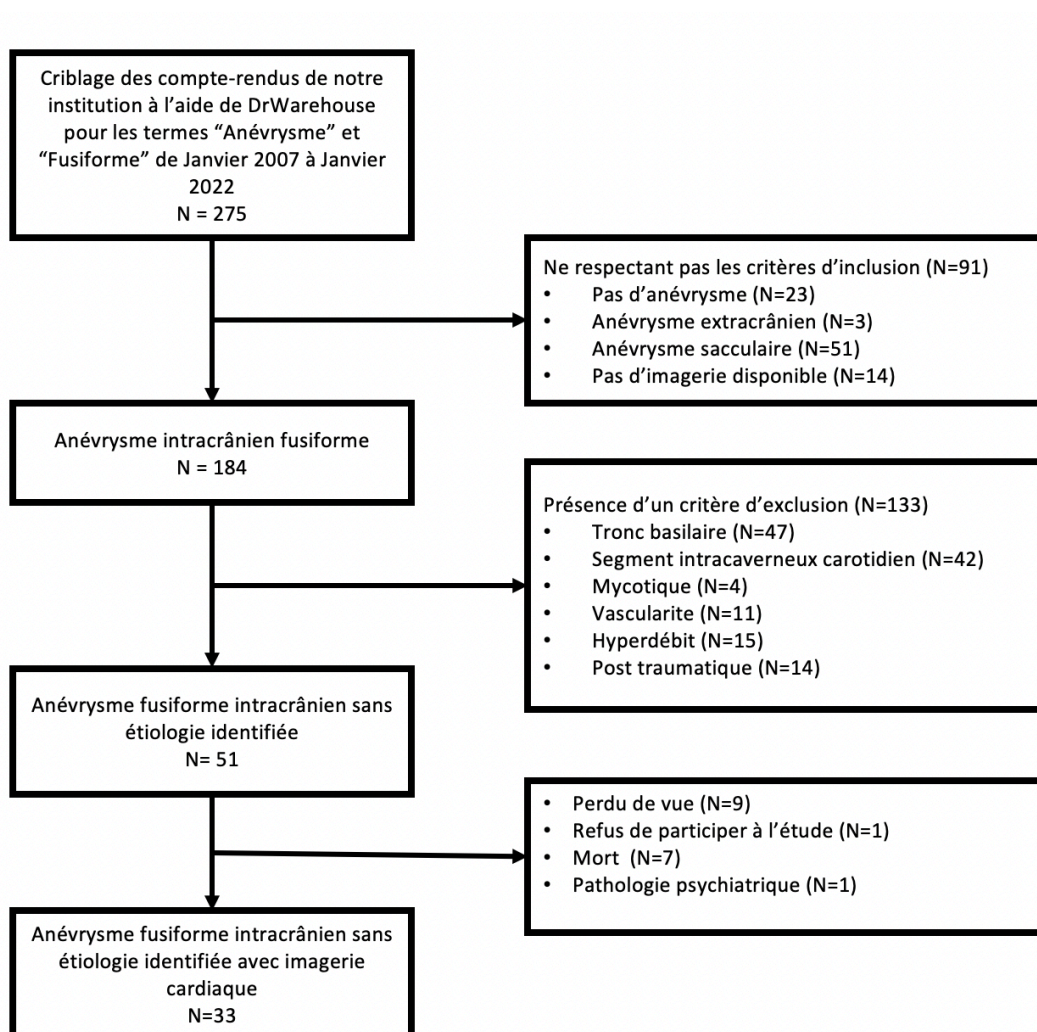 Criblage des compte-rendus de notre
institution à l'aide de DrWarehouse
pour les termes “Anévrysme” et
“Fusiforme” de Janvier 2007 à Janvier
2022
N = 275
Ne respectant pas les critères d'inclusion (N=91)
• Pas d'anévrysme (N=23)
• Anévrysme extracrânien (N=3)
• Anévrysme sacculaire (N=51)
• Pas d'imagerie disponible (N=14)
Anévrysme intracrânien fusiforme
N = 184
Présence d'un critère d'exclusion (N=133)
• Tronc basilaire (N=47)
• Segment intracaverneux carotidien (N=42)
• Mycotique (N=4)
• Vascularite (N=11)
• Hyperdébit (N=15)
• Post traumatique (N=14)
Anévrysme fusiforme intracrânien sans
étiologie identifiée
N= 51
• Perdu de vue (N=9)
• Refus de participer à l'étude (N=1)
• Mort (N=7)
• Pathologie psychiatrique (N=1)
Anévrysme fusiforme intracrânien sans
étiologie identifiée avec imagerie
cardiaque
N=33